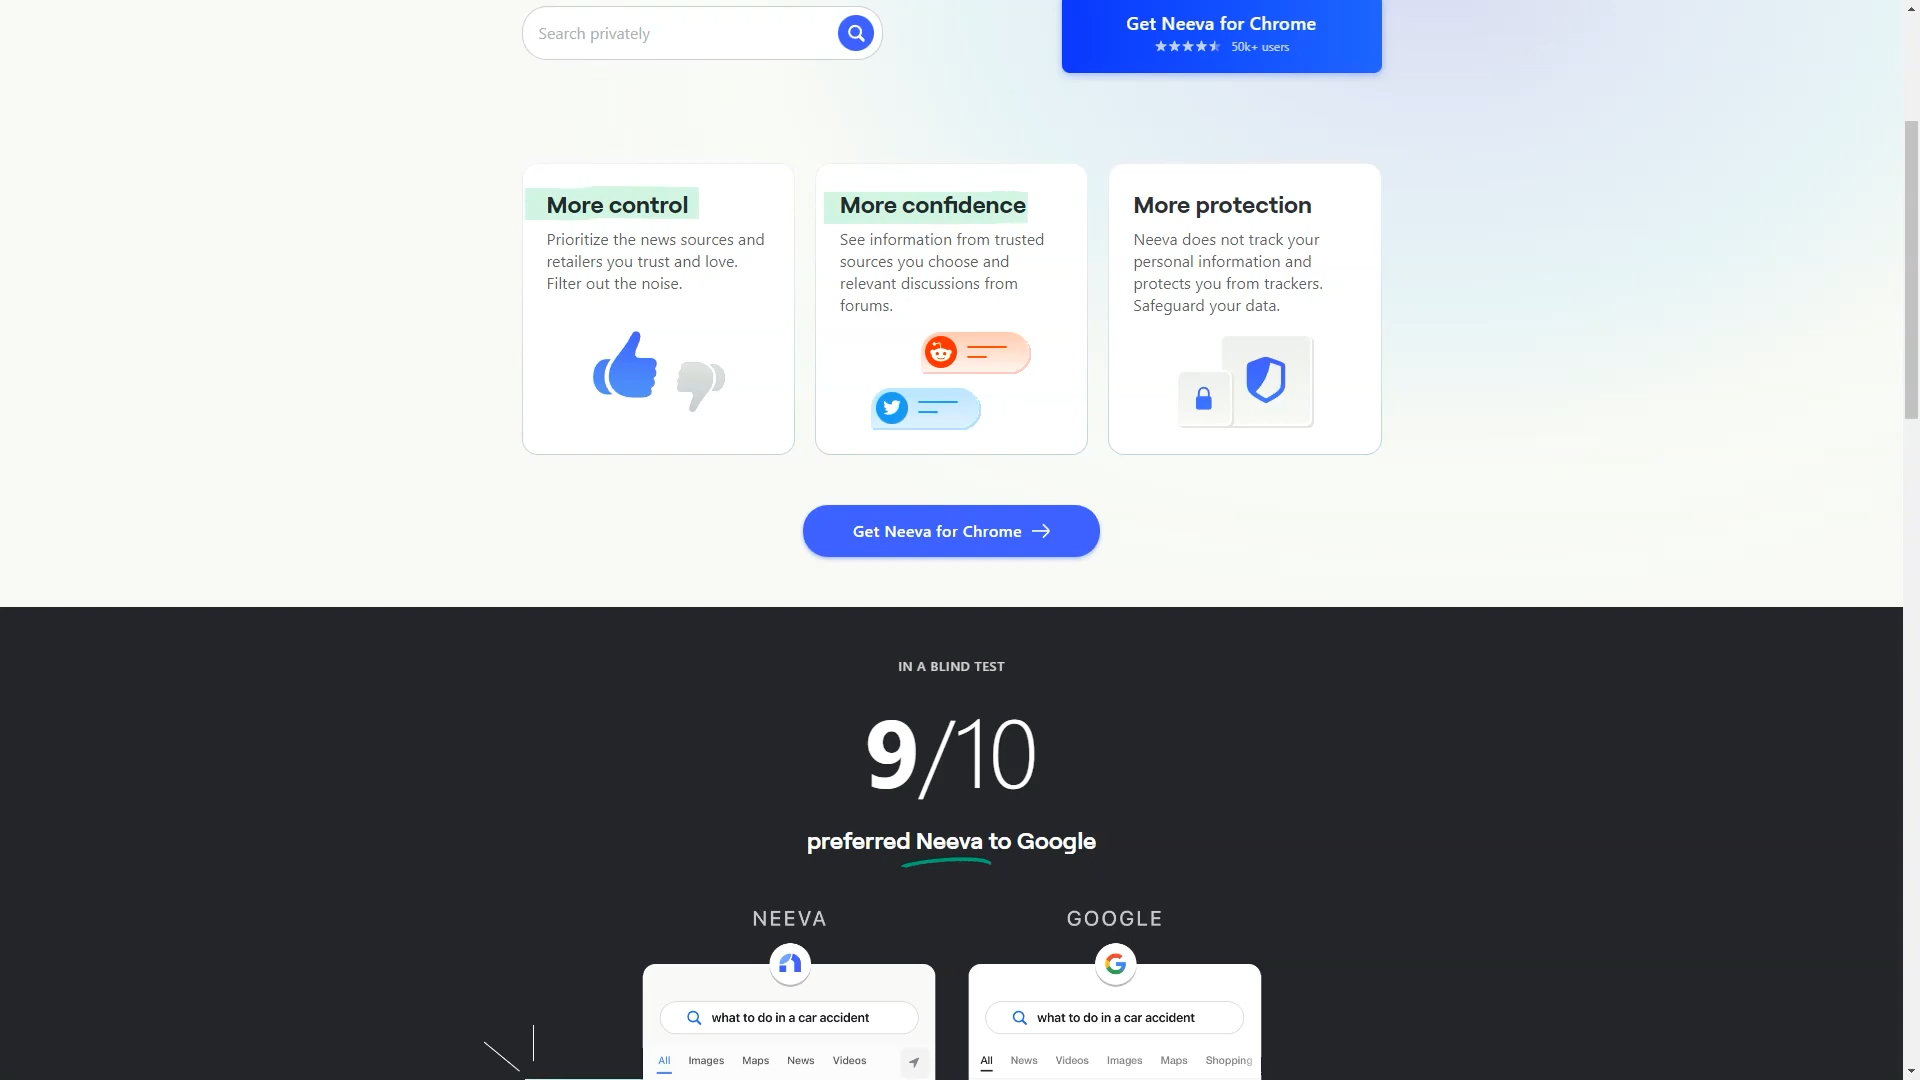 Search privately
Get Neeva for Chrome
50k+ users
More control
Prioritize the news sources and
retailers you trust and love.
Filter out the noise.
More confidence
See information from trusted
sources you choose and
relevant discussions from
forums.
More protection
Neeva does not track your
personal information and
protects you from trackers.
Safeguard your data.
Get Neeva for Chrome
IN A BLIND TEST
9/10
preferred Neeva to Google
NEEVA
what to do in a car accident
All Images Maps News Videos
GOOGLE
what to do in a car accident
All News Videos Images Maps Shopping